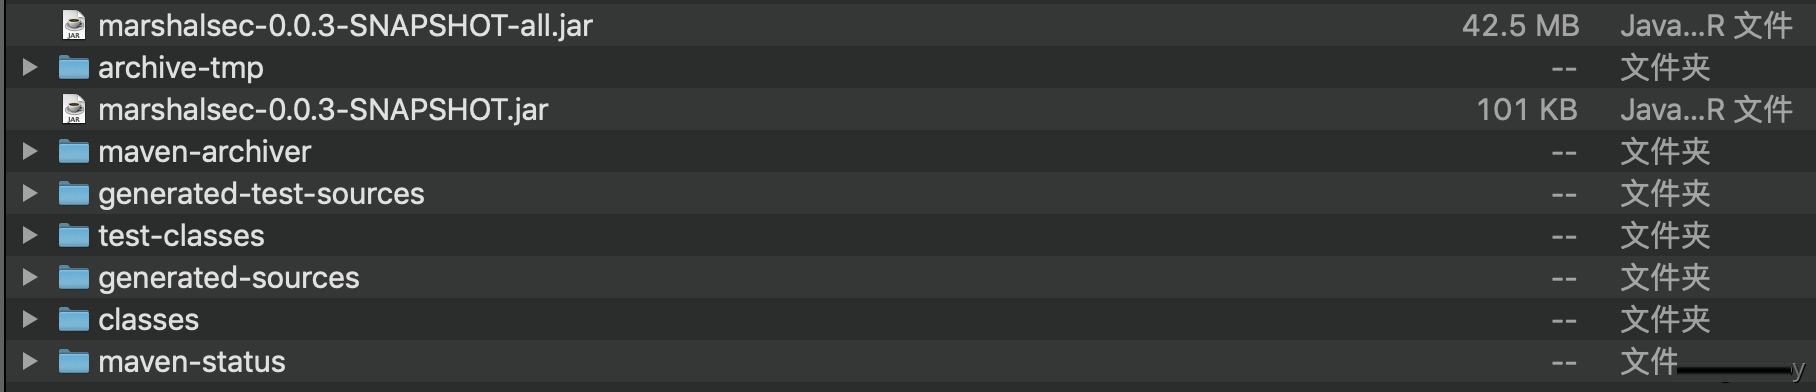 marshalsec-0.0.3-SNAPSHOT-all.jar 42.5 MB Java...R 文件
archive-tmp -- 文件夹
marshalsec-0.0.3-SNAPSHOT.jar 101 KB Java...R 文件
maven-archiver -- 文件夹
generated-test-sources -- 文件夹
test-classes -- 文件夹
generated-sources -- 文件夹
classes -- 文件夹
maven-status -- 文件